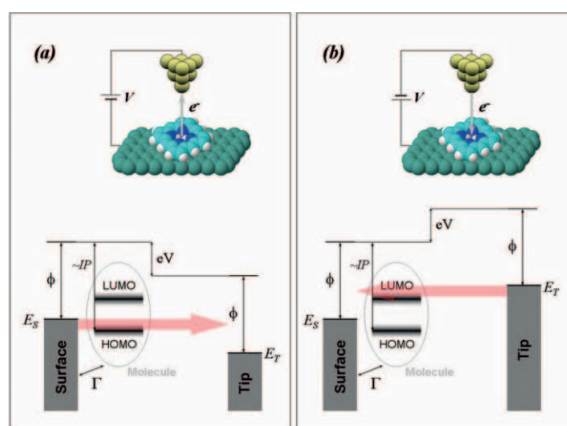 (a)
V
e-
eV
ϕ
~IP
LUMO
ϕ
E_S
HOMO
E_T
Surface
Γ
Molecule
Tip
(b)
V
e-
eV
ϕ
~IP
ϕ
LUMO
E_T
E_S
HOMO
Surface
Γ
Molecule
Tip